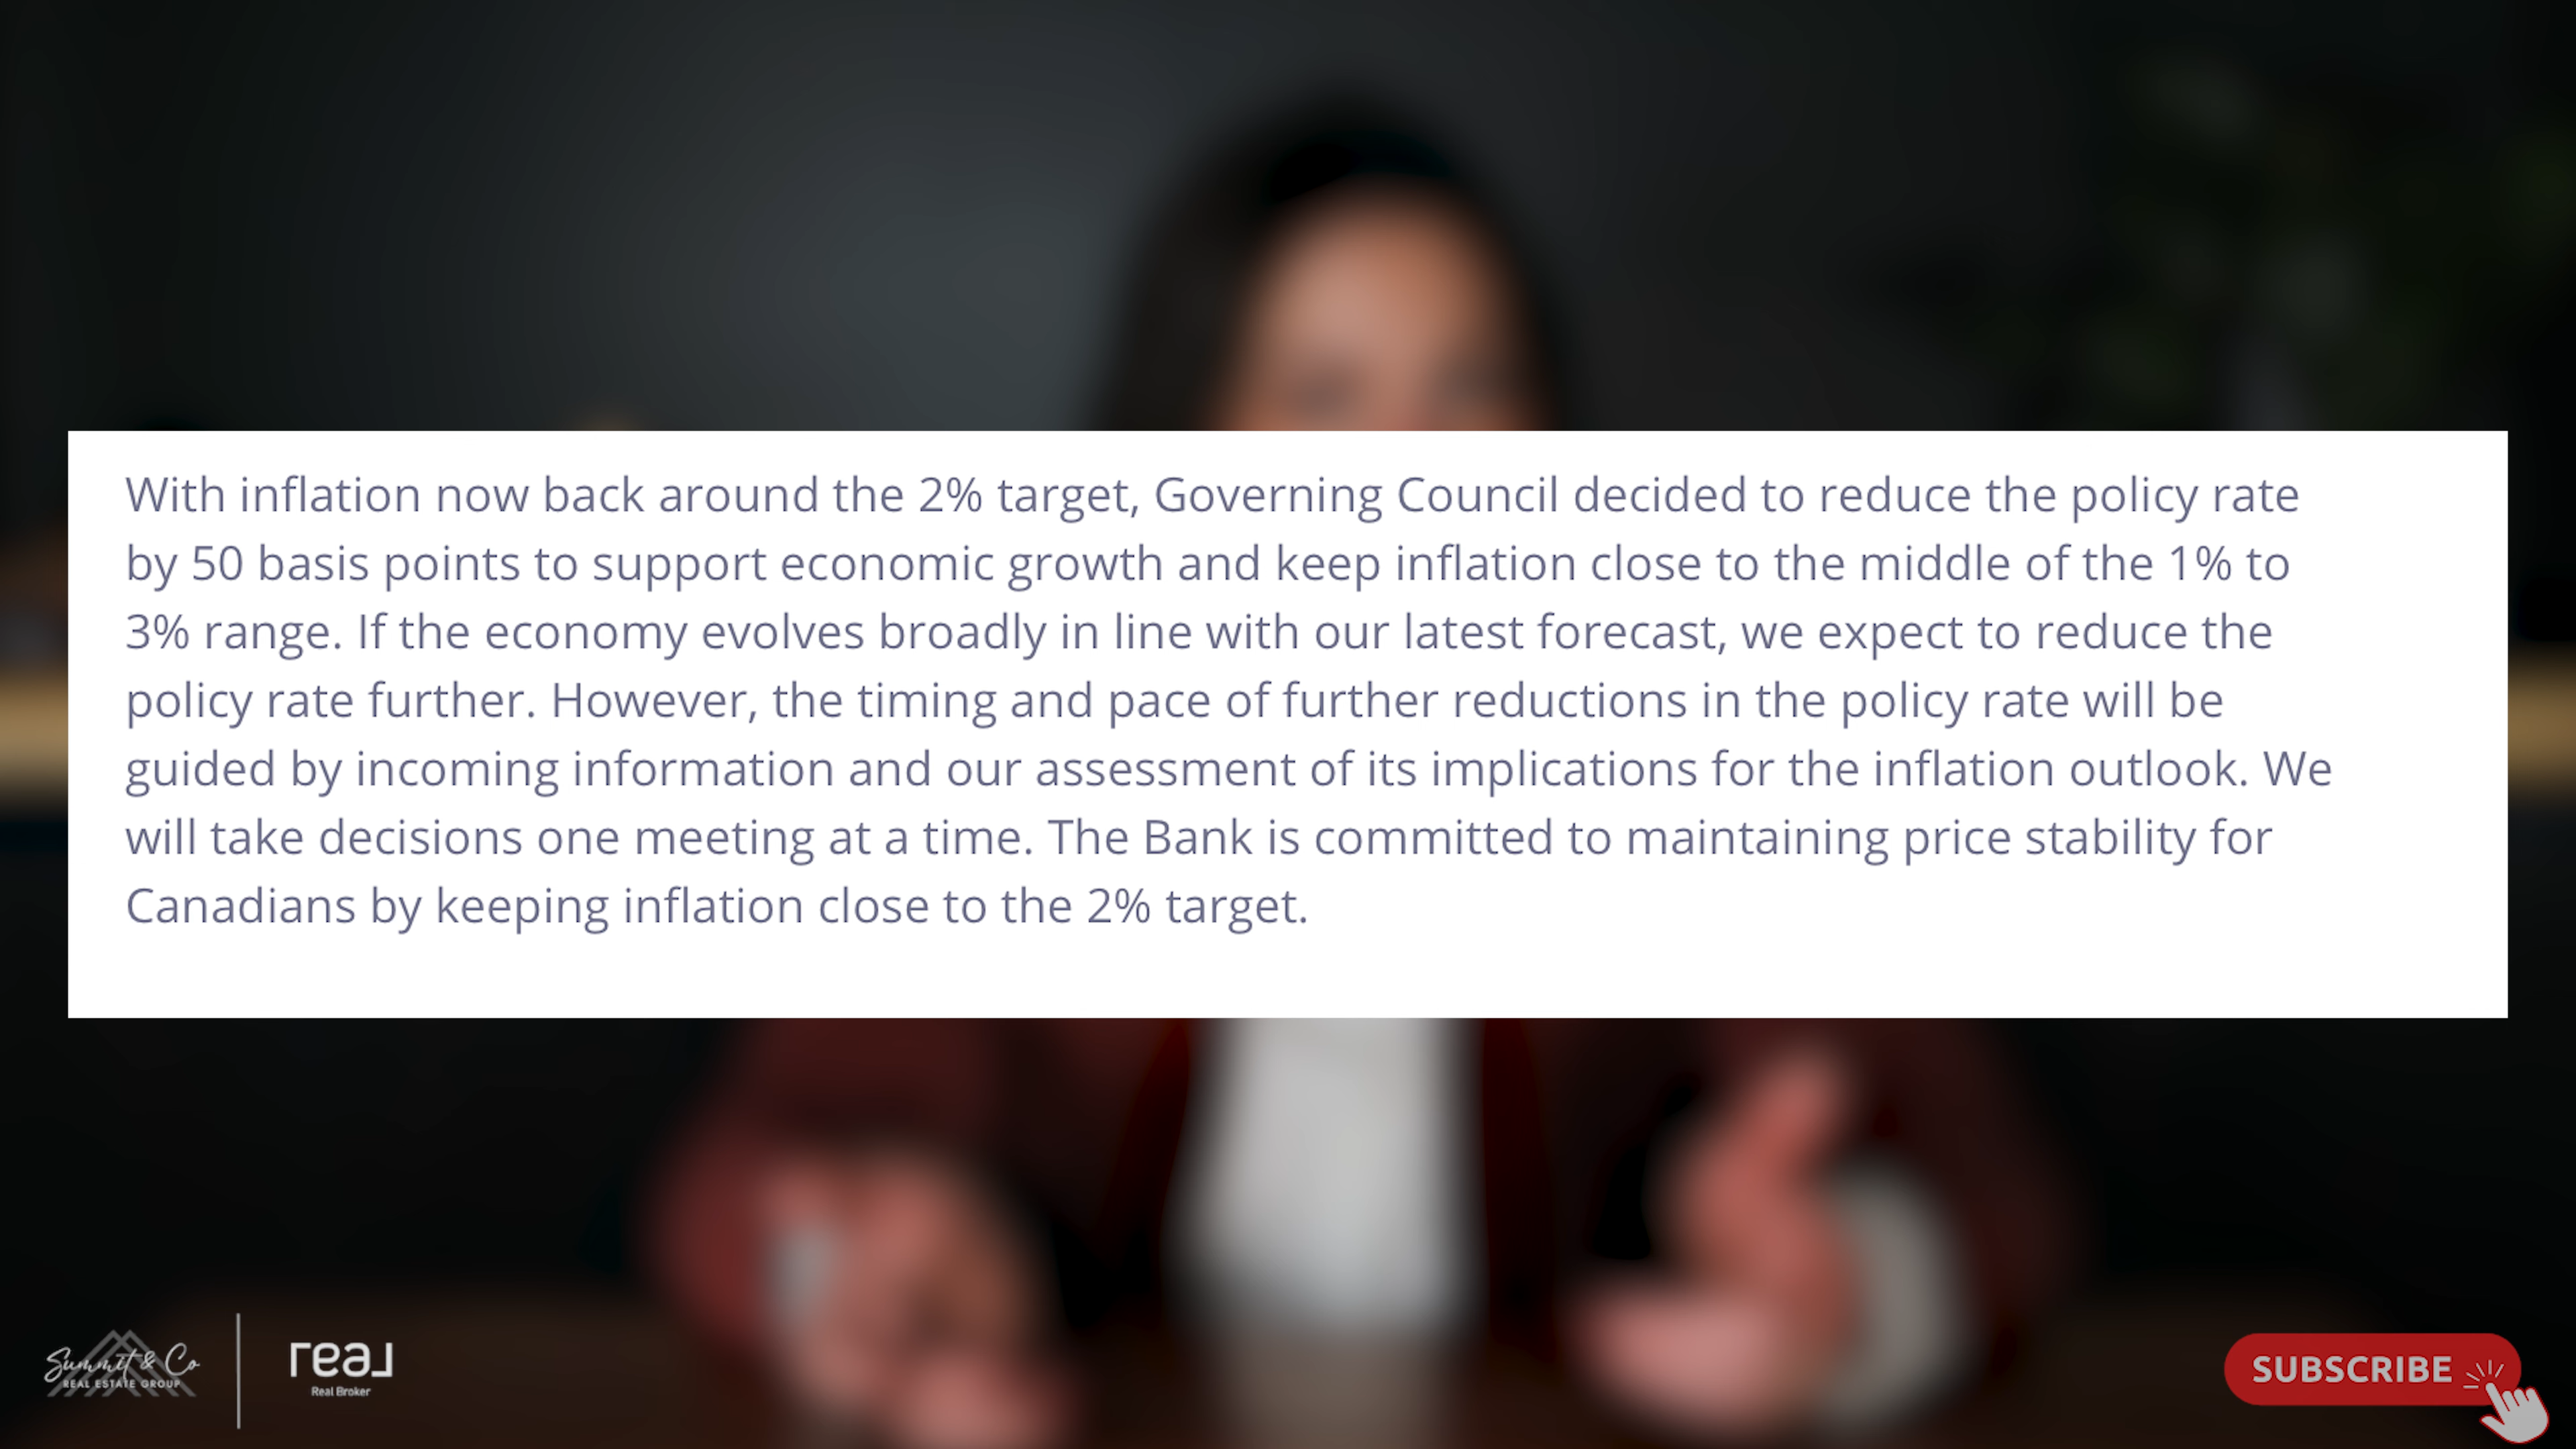 With inflation now back around the 2% target, Governing Council decided to reduce the policy rate
by 50 basis points to support economic growth and keep inflation close to the middle of the 1% to
3% range. If the economy evolves broadly in line with our latest forecast, we expect to reduce the
policy rate further. However, the timing and pace of further reductions in the policy rate will be
guided by incoming information and our assessment of its implications for the inflation outlook. We
will take decisions one meeting at a time. The Bank is committed to maintaining price stability for
Canadians by keeping inflation close to the 2% target.
Summit & Co
REAL ESTATE GROUP
real
Real Broker
SUBSCRIBE